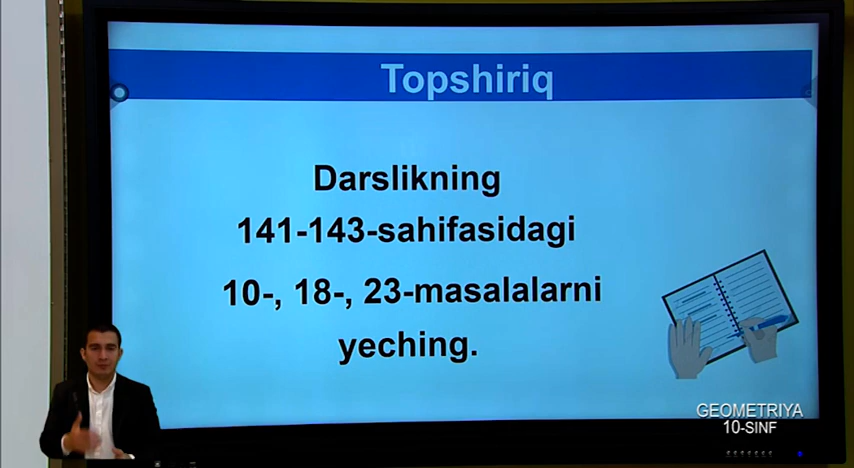 Topshiriq
Darslikning
141-143-sahifasidagi
10-, 18-, 23-masalalarni
yeching.
GEOMETRIYA
10-SINF